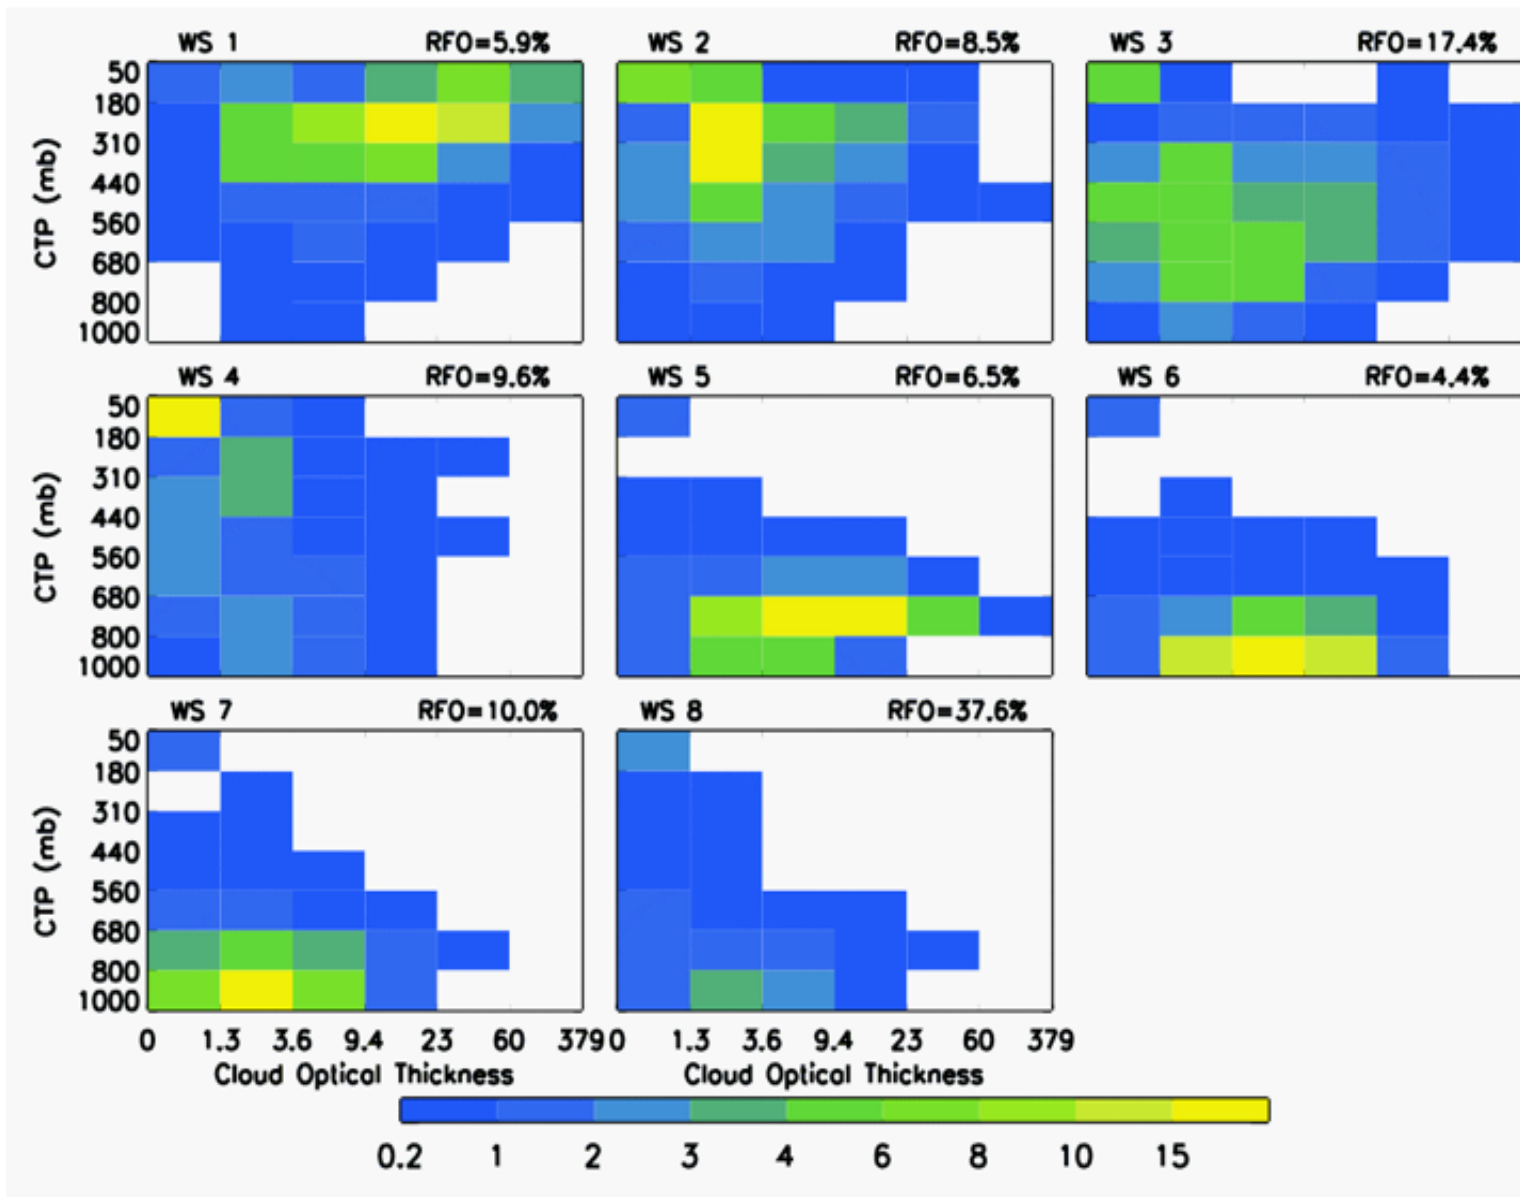 WS 1 RFO=5.9% WS 2 RFO=8.5% WS 3 RFO=17.4%
50
180
310
440
560
680
800
1000
CTP (mb)
WS 4 RFO=9.6% WS 5 RFO=6.5% WS 6 RFO=4.4%
50
180
310
440
560
680
800
1000
CTP (mb)
WS 7 RFO=10.0% WS 8 RFO=37.6%
50
180
310
440
560
680
800
1000
CTP (mb)
0 1.3 3.6 9.4 23 60 379 0 1.3 3.6 9.4 23 60 379
Cloud Optical Thickness Cloud Optical Thickness
0.2 1 2 3 4 6 8 10 15